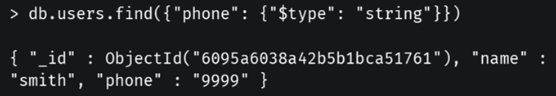 > db.users.find({"phone": {"$type": "string"}})
{ "_id" : ObjectId("6095a6038a42b5b1bca51761"), "name" :
"smith", "phone" : "9999" }